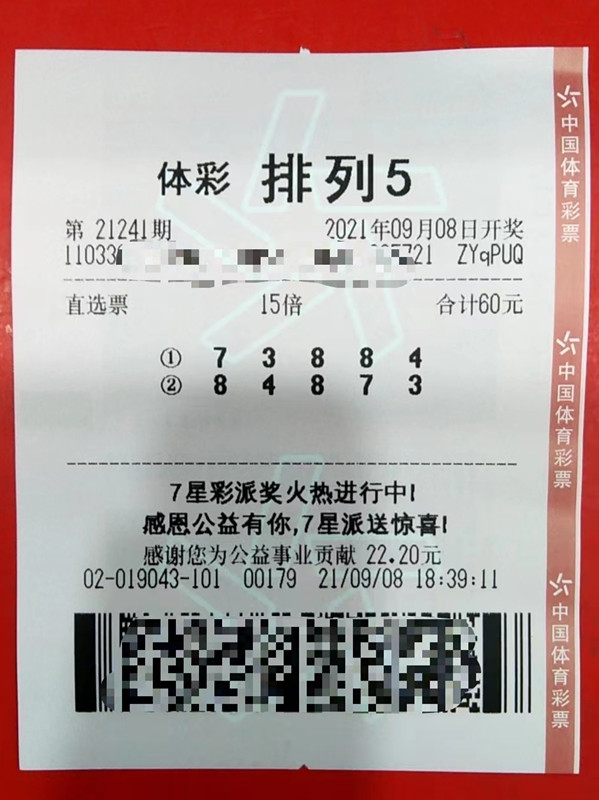 体彩 排列5
第 21241期 2021年09月08日开奖
11033 5721 ZYqPUQ
直选票 15倍 合计60元
① 7 3 8 8 4
② 8 4 8 7 3
7星彩派奖火热进行中!
感恩公益有你,7星派送惊喜!
感谢您为公益事业贡献 22.20元
02-019043-101 00179 21/09/08 18:39:11
中国体育彩票
中国体育彩票
中国体育彩票